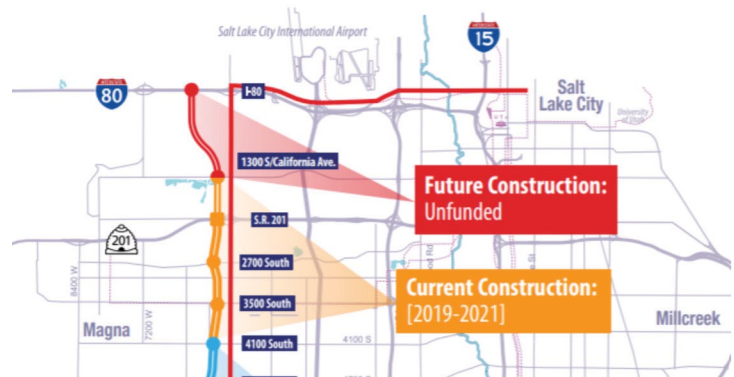 Salt Lake City International Airport
15
80
I-80
Salt
Lake City
University
of Utah
1300 S/California Ave.
Future Construction:
Unfunded
S.R. 201
201
2700 South
8400 W
Current Construction:
[2019-2021]
3500 South
7200 W
Magna
Millcreek
4100 South
4100 S